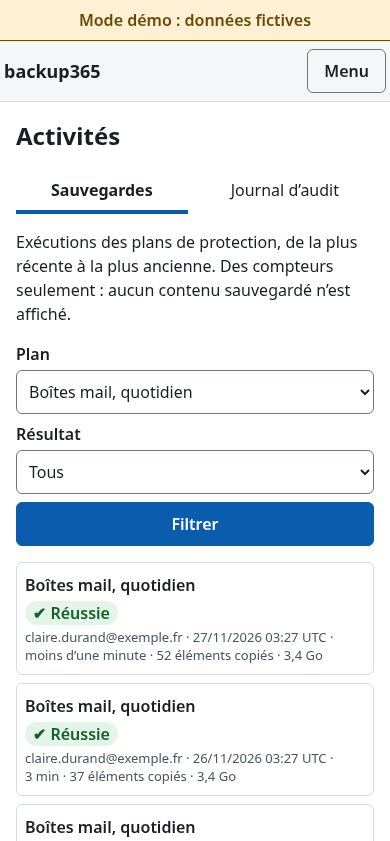 Mode démo : données fictives
backup365
Menu
Activités
Sauvegardes
Journal d’audit
Exécutions des plans de protection, de la plus
récente à la plus ancienne. Des compteurs
seulement : aucun contenu sauvegardé n’est
affiché.
Plan
Boîtes mail, quotidien
Résultat
Tous
Filtrer
Boîtes mail, quotidien
✔ Réussie
claire.durand@exemple.fr · 27/11/2026 03:27 UTC ·
moins d’une minute · 52 éléments copiés · 3,4 Go
Boîtes mail, quotidien
✔ Réussie
claire.durand@exemple.fr · 26/11/2026 03:27 UTC ·
3 min · 37 éléments copiés · 3,4 Go
Boîtes mail, quotidien